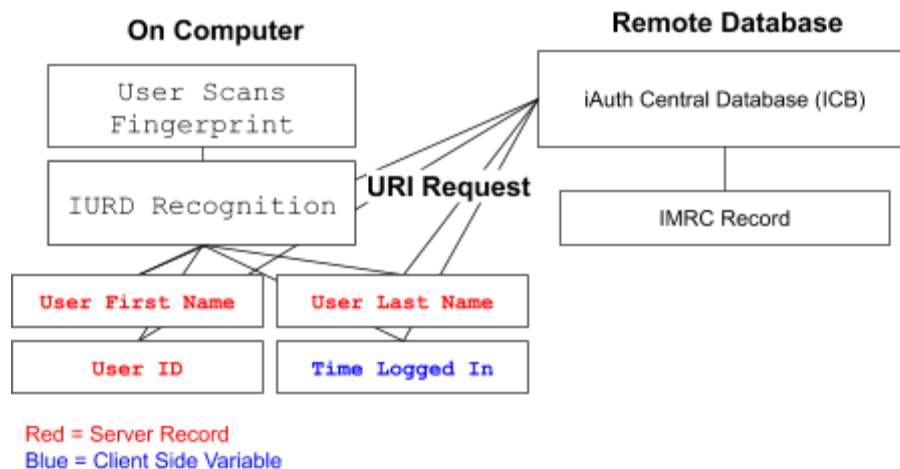 On Computer
Remote Database
User Scans
Fingerprint
iAuth Central Database (ICB)
URI Request
IURD Recognition
IMRC Record
User First Name
User Last Name
User ID
Time Logged In
Red = Server Record
Blue = Client Side Variable